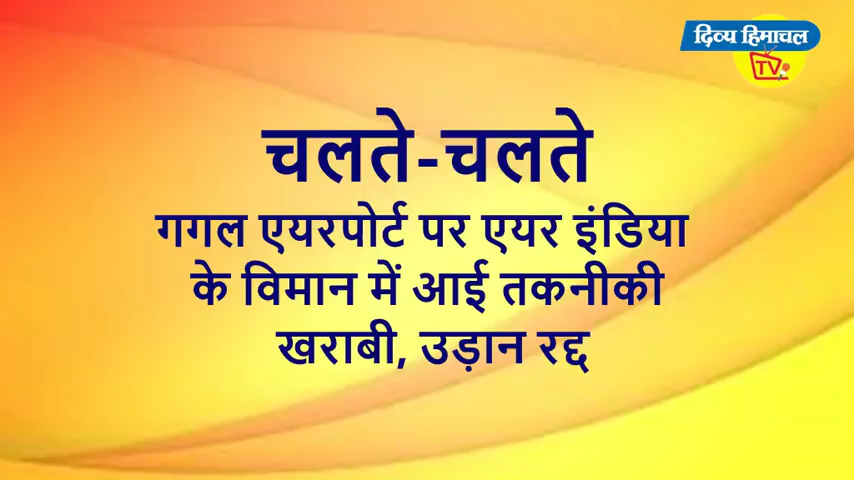 दिव्य हिमाचल
TV
चलते-चलते
गगल एयरपोर्ट पर एयर इंडिया
के विमान में आई तकनीकी
खराबी, उड़ान रद्द